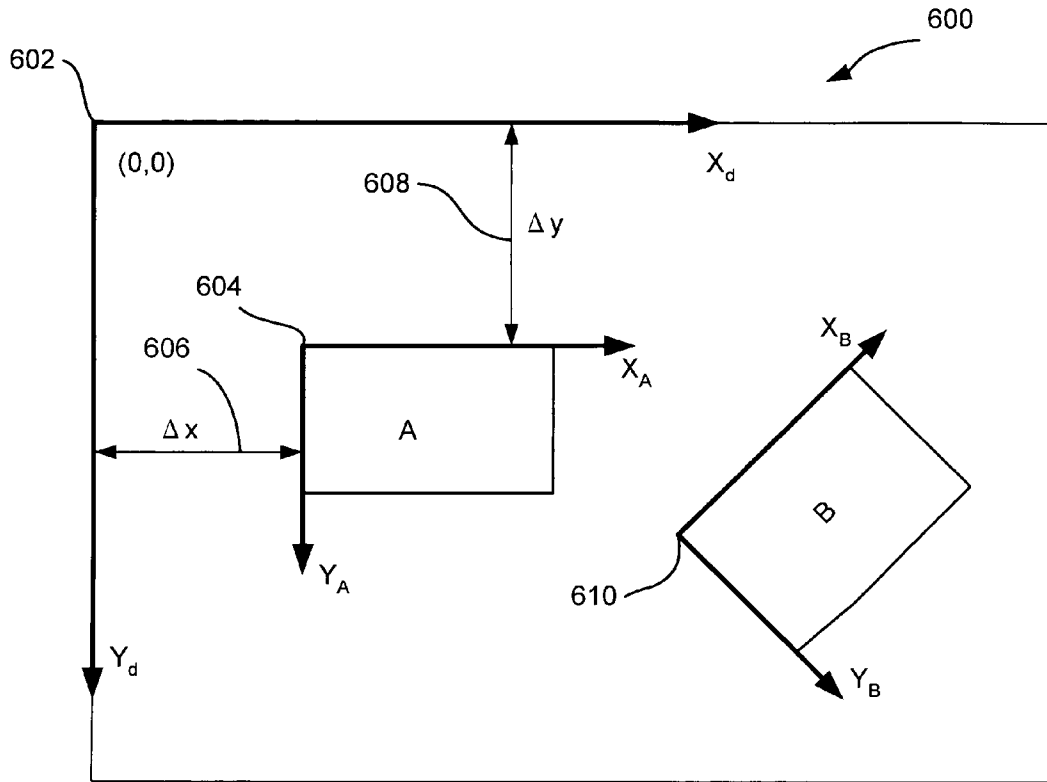 600
602
(0,0)
X_d
608
Δy
604
X_B
606
X_A
Δx
A
B
Y_A
610
Y_d
Y_B